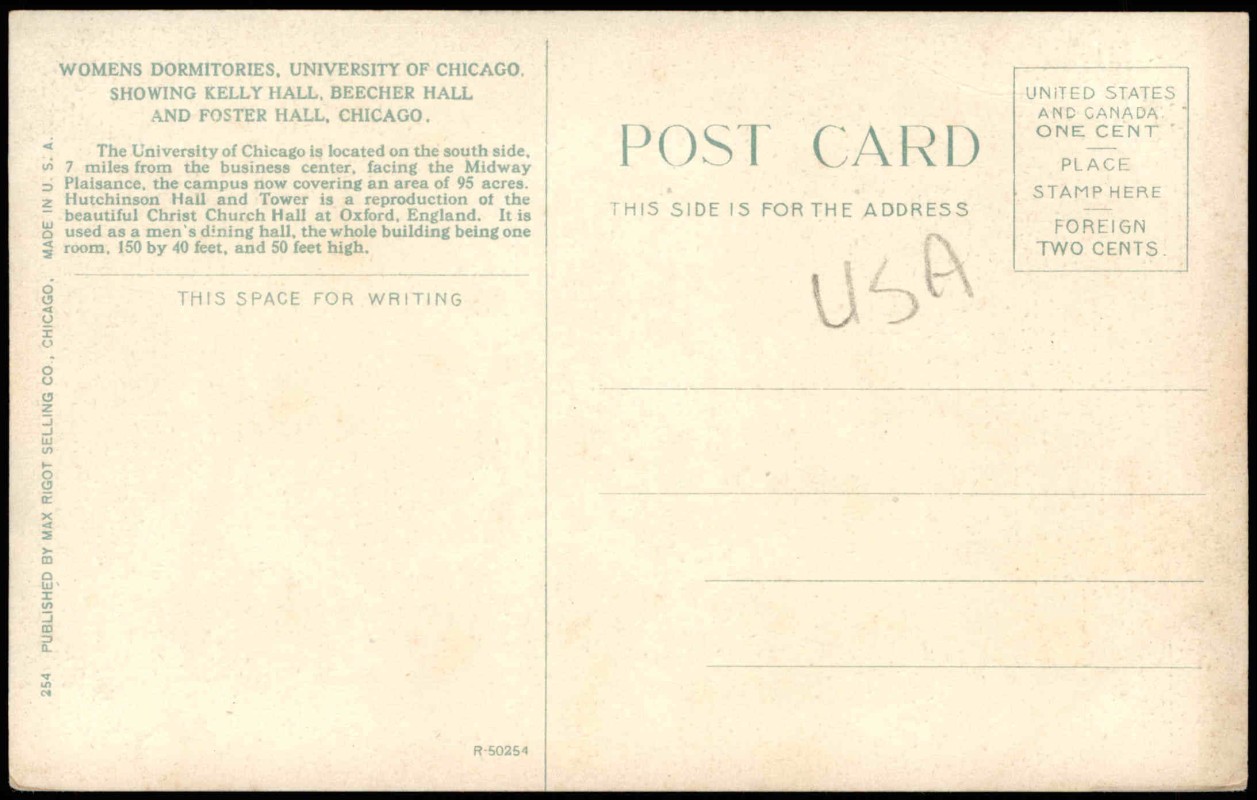 WOMENS DORMITORIES, UNIVERSITY OF CHICAGO,
SHOWING KELLY HALL, BEECHER HALL
AND FOSTER HALL, CHICAGO.
The University of Chicago is located on the south side,
7 miles from the business center, facing the Midway
Plaisance, the campus now covering an area of 95 acres.
Hutchinson Hall and Tower is a reproduction of the
beautiful Christ Church Hall at Oxford, England. It is
used as a men's dining hall, the whole building being one
room, 150 by 40 feet, and 50 feet high.
THIS SPACE FOR WRITING
254 PUBLISHED BY MAX RIGOT SELLING CO., CHICAGO. MADE IN U. S. A.
R-50254
POST CARD
THIS SIDE IS FOR THE ADDRESS
UNITED STATES
AND CANADA
ONE CENT
PLACE
STAMP HERE
FOREIGN
TWO CENTS.
USA